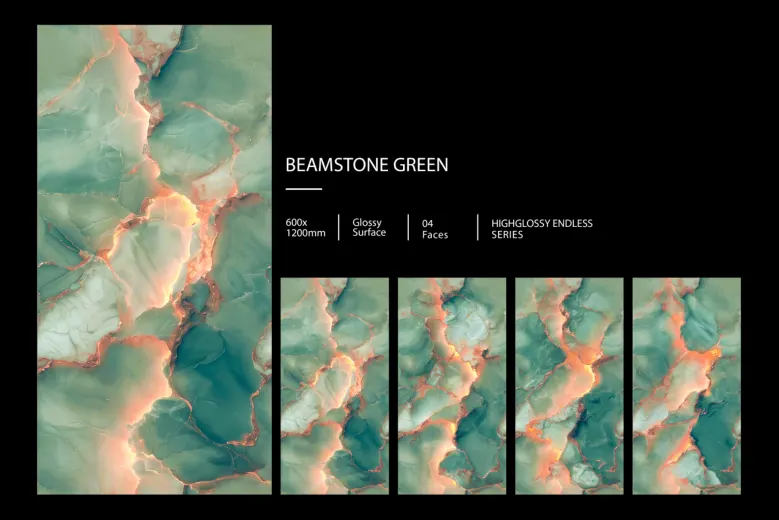 BEAMSTONE GREEN
600x
1200mm
Glossy
Surface
04
Faces
HIGHGLOSSY ENDLESS
SERIES